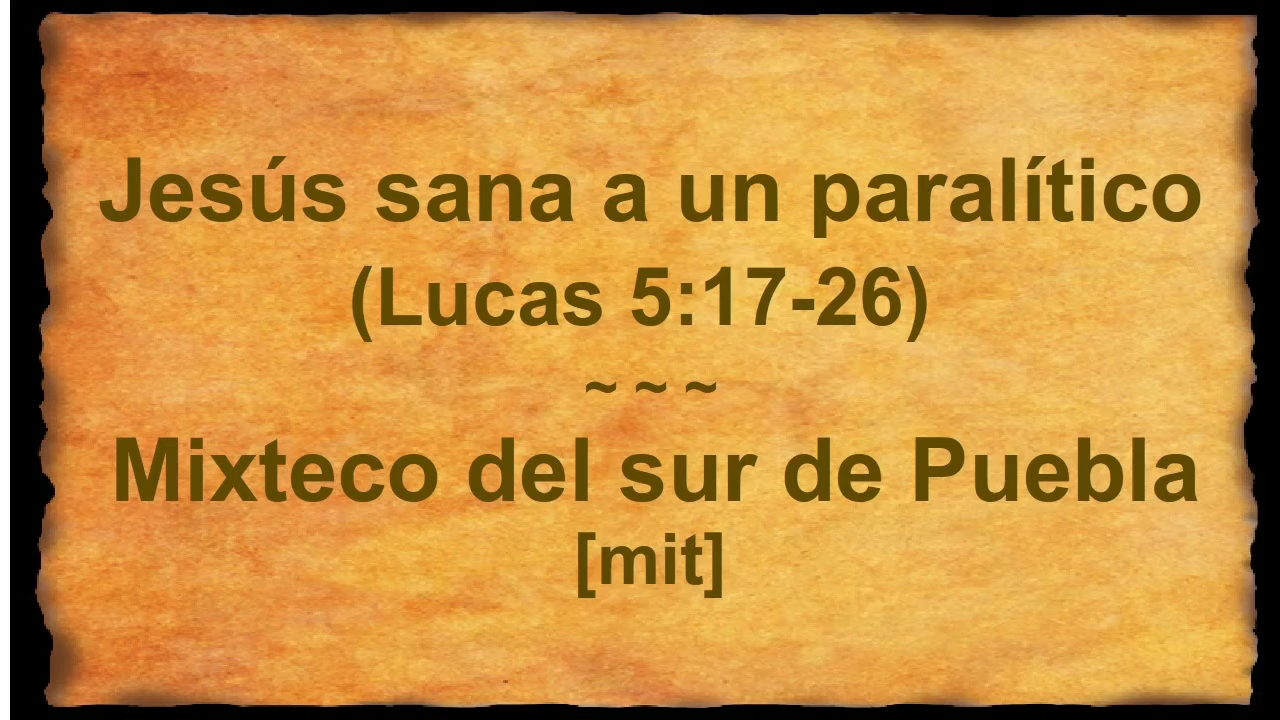 Jesús sana a un paralítico
(Lucas 5:17-26)
~ ~ ~
Mixteco del sur de Puebla
[mit]